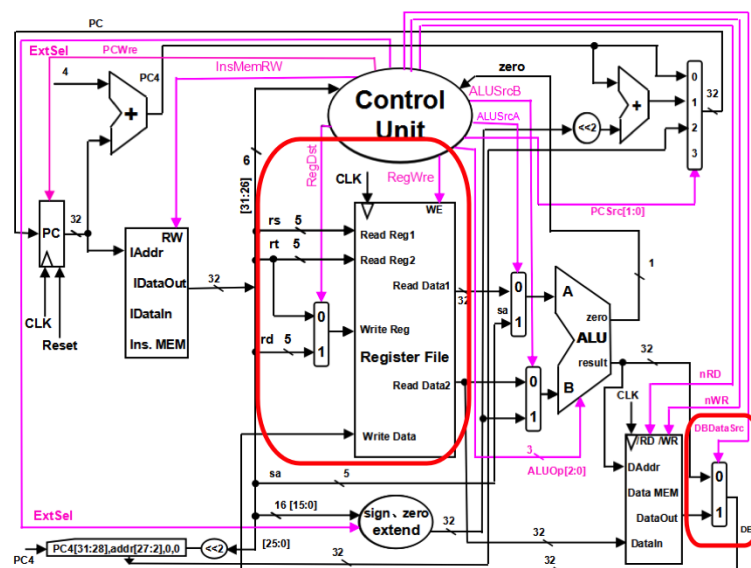 PC
ExtSel
PCWre
InsMemRW
4
PC4
+
Control
Unit
zero
ALUSrcB
ALUSrcA
<<2
+
0
1
2
3
32
PCSrc[1:0]
6
[31:26]
RegDst
CLK
RegWre
WE
PC
32
CLK
Reset
RW
IAddr
IDataOut
IDataIn
Ins. MEM
32
rs
5
Read Reg1
rt
5
Read Reg2
Read Data1
32
0
1
rd
5
Write Reg
Register File
Read Data2
Write Data
sa
0
1
0
1
A
B
zero
ALU
result
1
32
3
ALUOp[2:0]
CLK
nRD
nWR
/RD /WR
DAddr
Data MEM
DataOut
DataIn
DBDataSrc
0
1
DB
sa
5
16 [15:0]
ExtSel
sign、zero
extend
32
32
[25:0]
PC4
PC4[31:28],addr[27:2],0,0
<<2
32
32